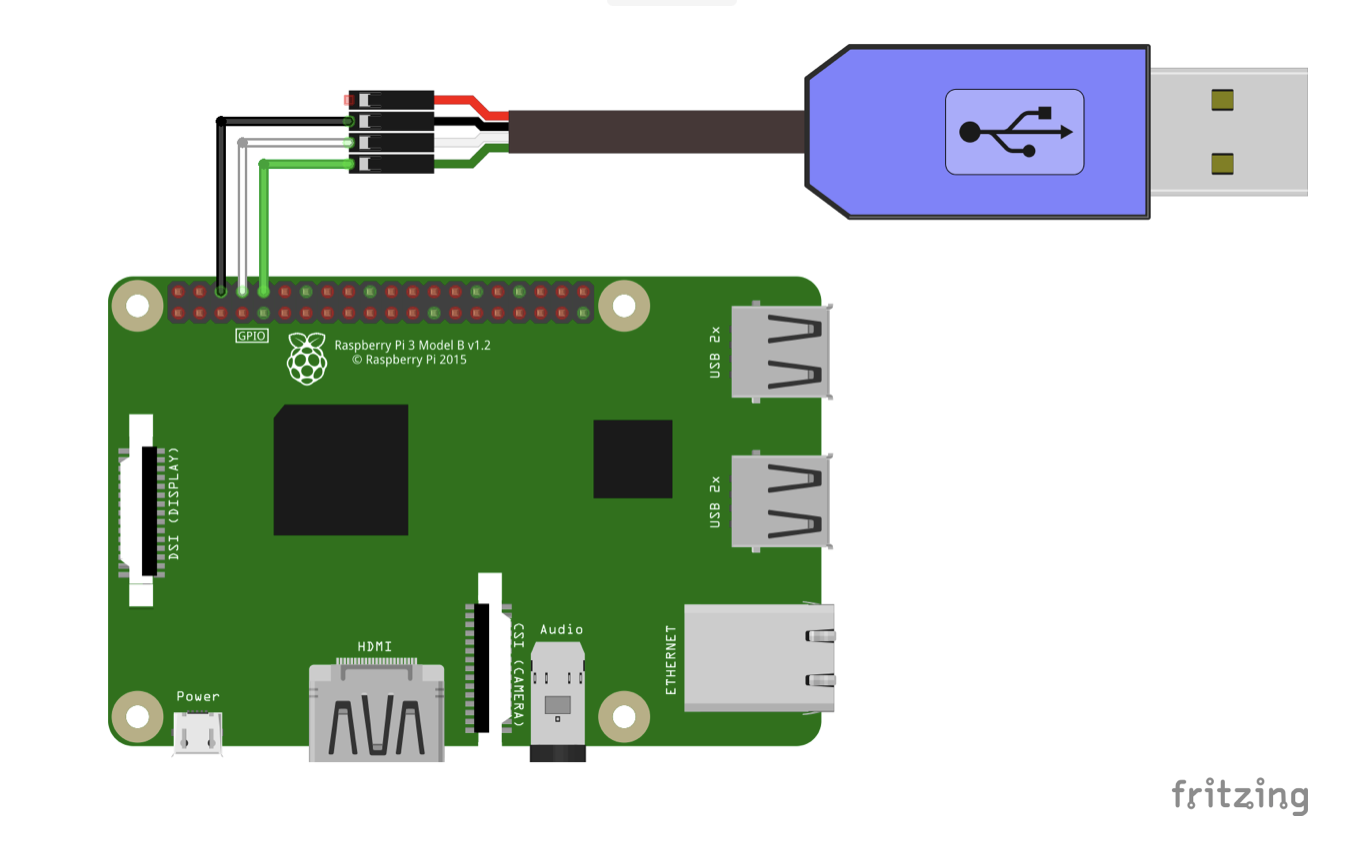 GPIO
Raspberry Pi 3 Model B v1.2
© Raspberry Pi 2015
USB 2x
DSI (DISPLAY)
USB 2x
HDMI
CSI (CAMERA)
Audio
ETHERNET
Power
fritzing